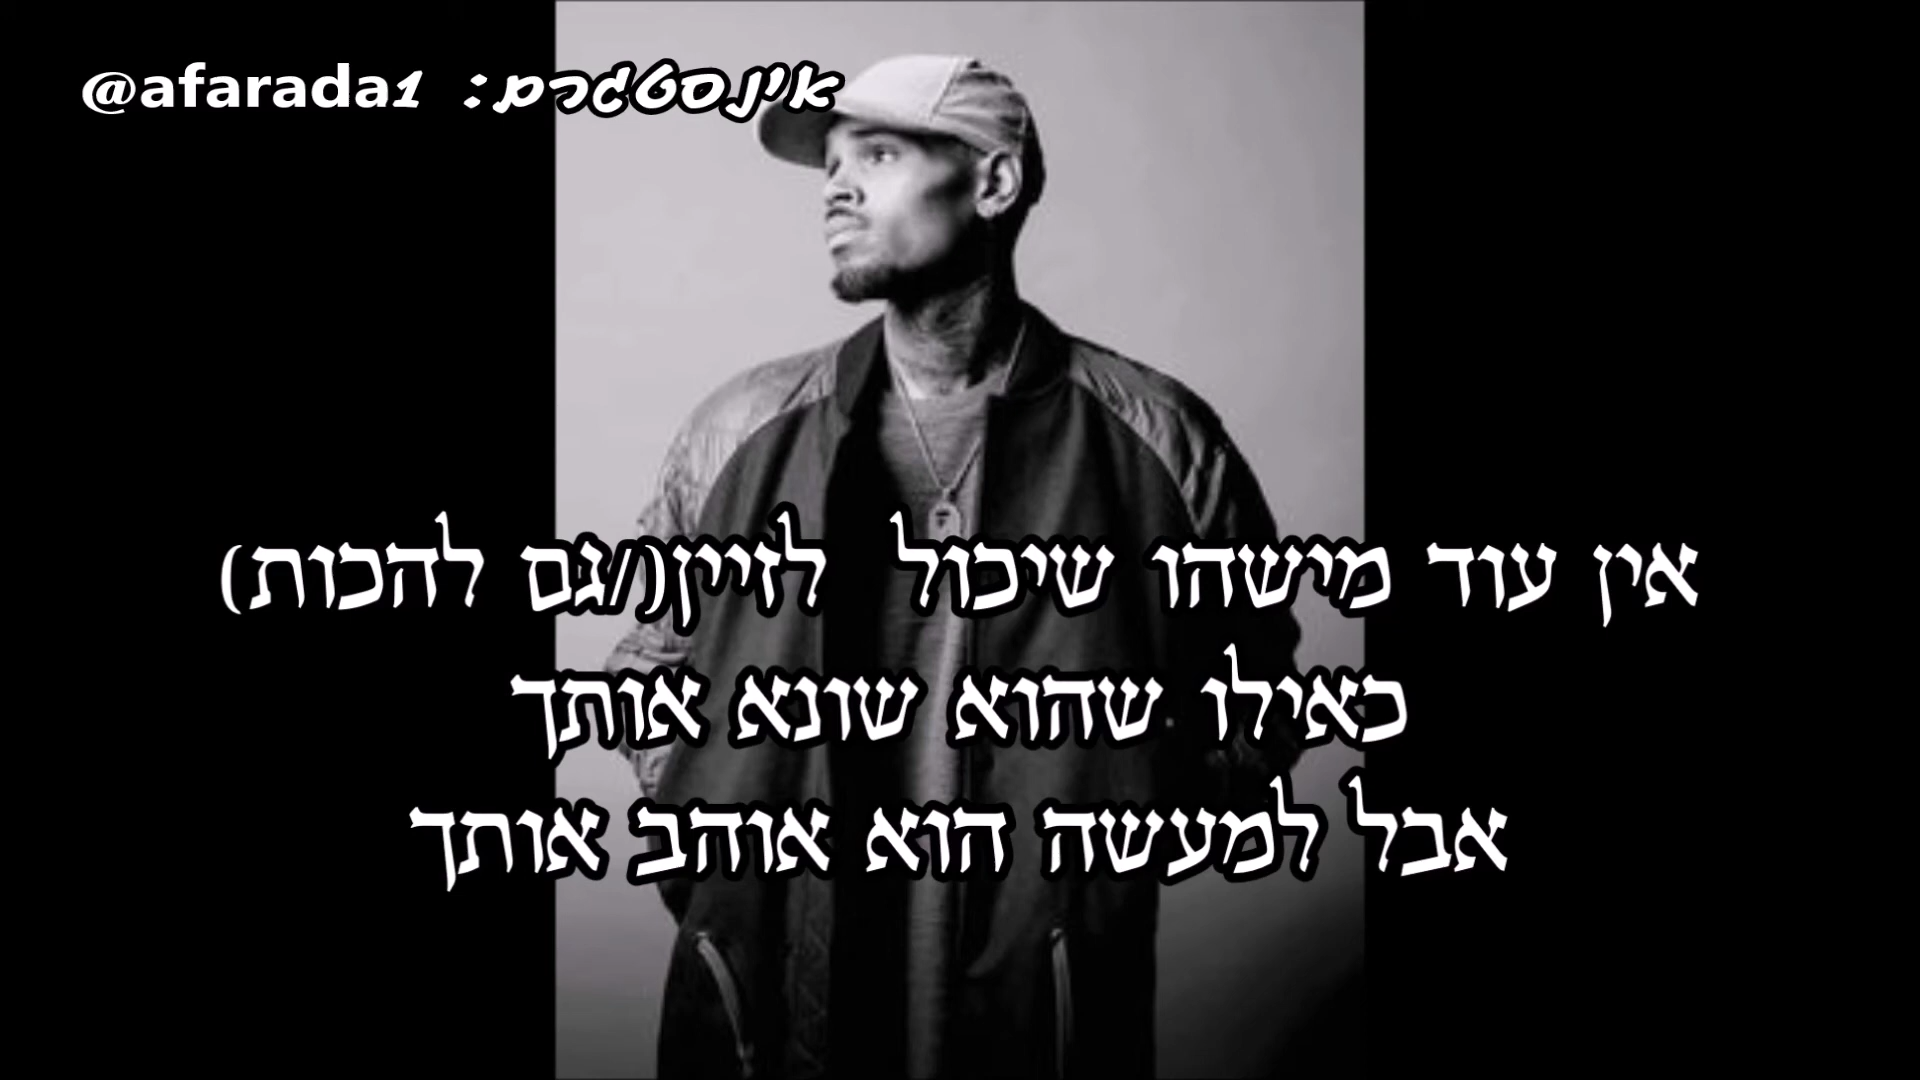 אינסטגרם: @afarada1
אין עוד מישהו שיכול לזיין(/גם להכות)
כאילו שהוא שונא אותך
אבל למעשה הוא אוהב אותך